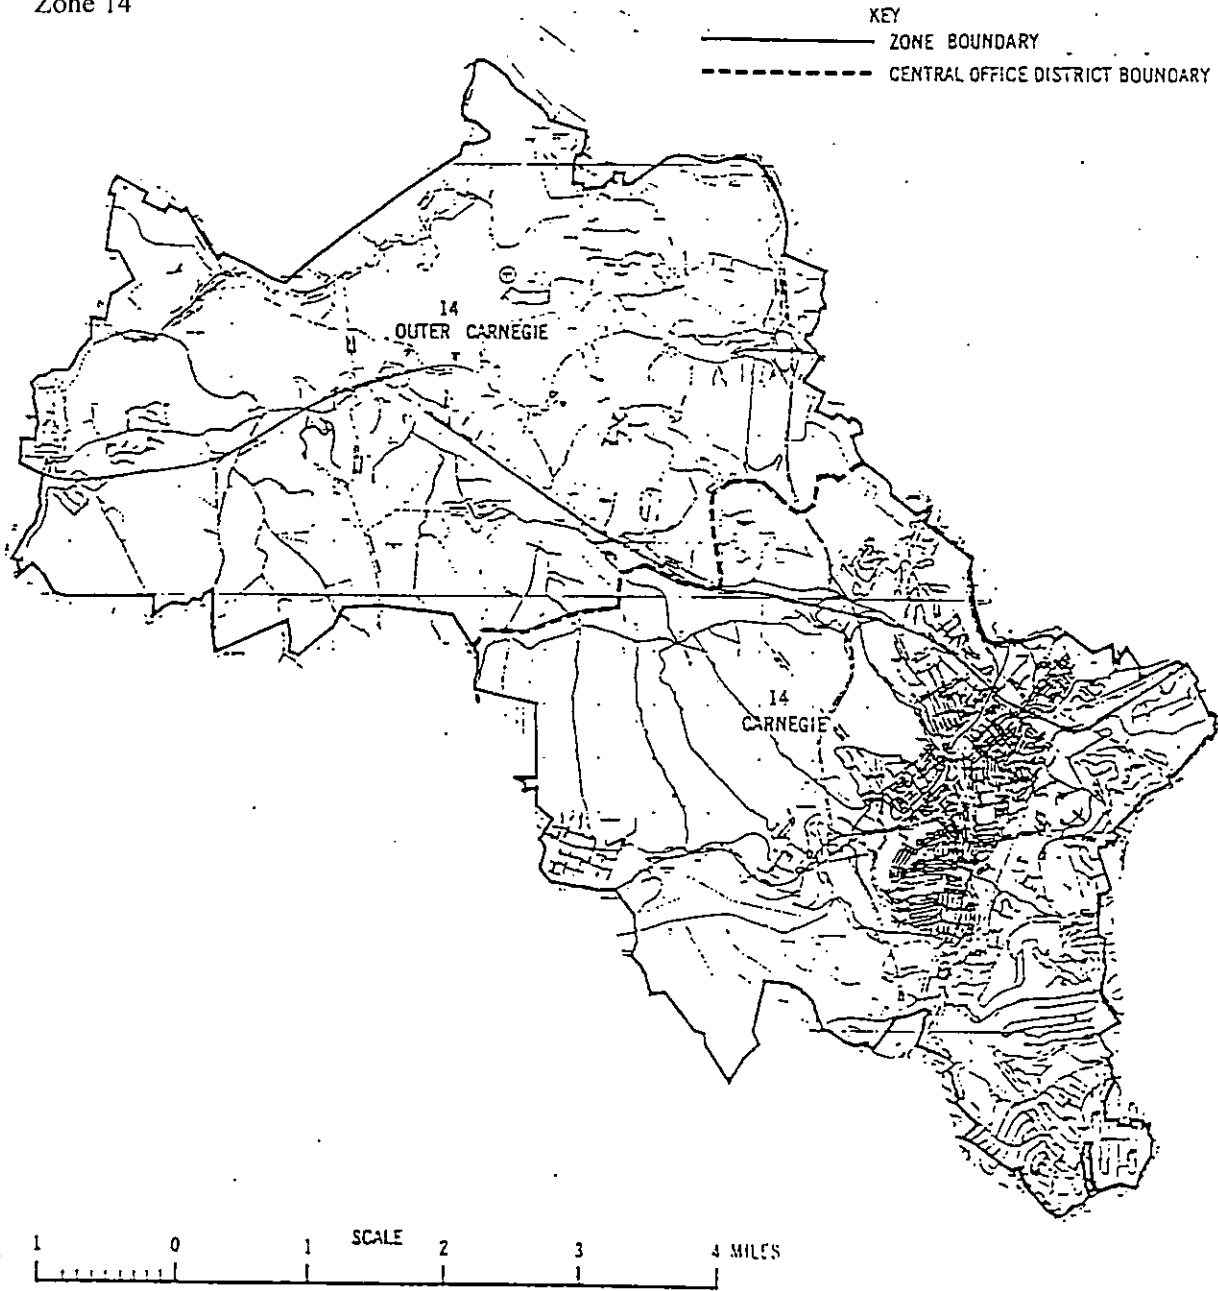 Zone 14
KEY
ZONE BOUNDARY
CENTRAL OFFICE DISTRICT BOUNDARY
14
OUTER CARNEGIE
14
CARNEGIE
SCALE
1 0 1 2 3 4 MILES